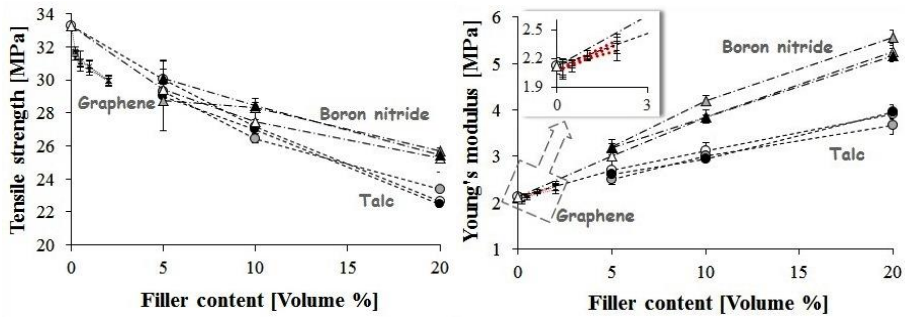 34
32
30
28
26
24
22
20
Tensile strength [MPa]
Graphene
Boron nitride
Talc
0 5 10 15 20
Filler content [Volume %]
6
5
4
3
2
1
Young's modulus [MPa]
2.5
2.2
1.9
0 3
Boron nitride
Talc
Graphene
0 5 10 15 20
Filler content [Volume %]